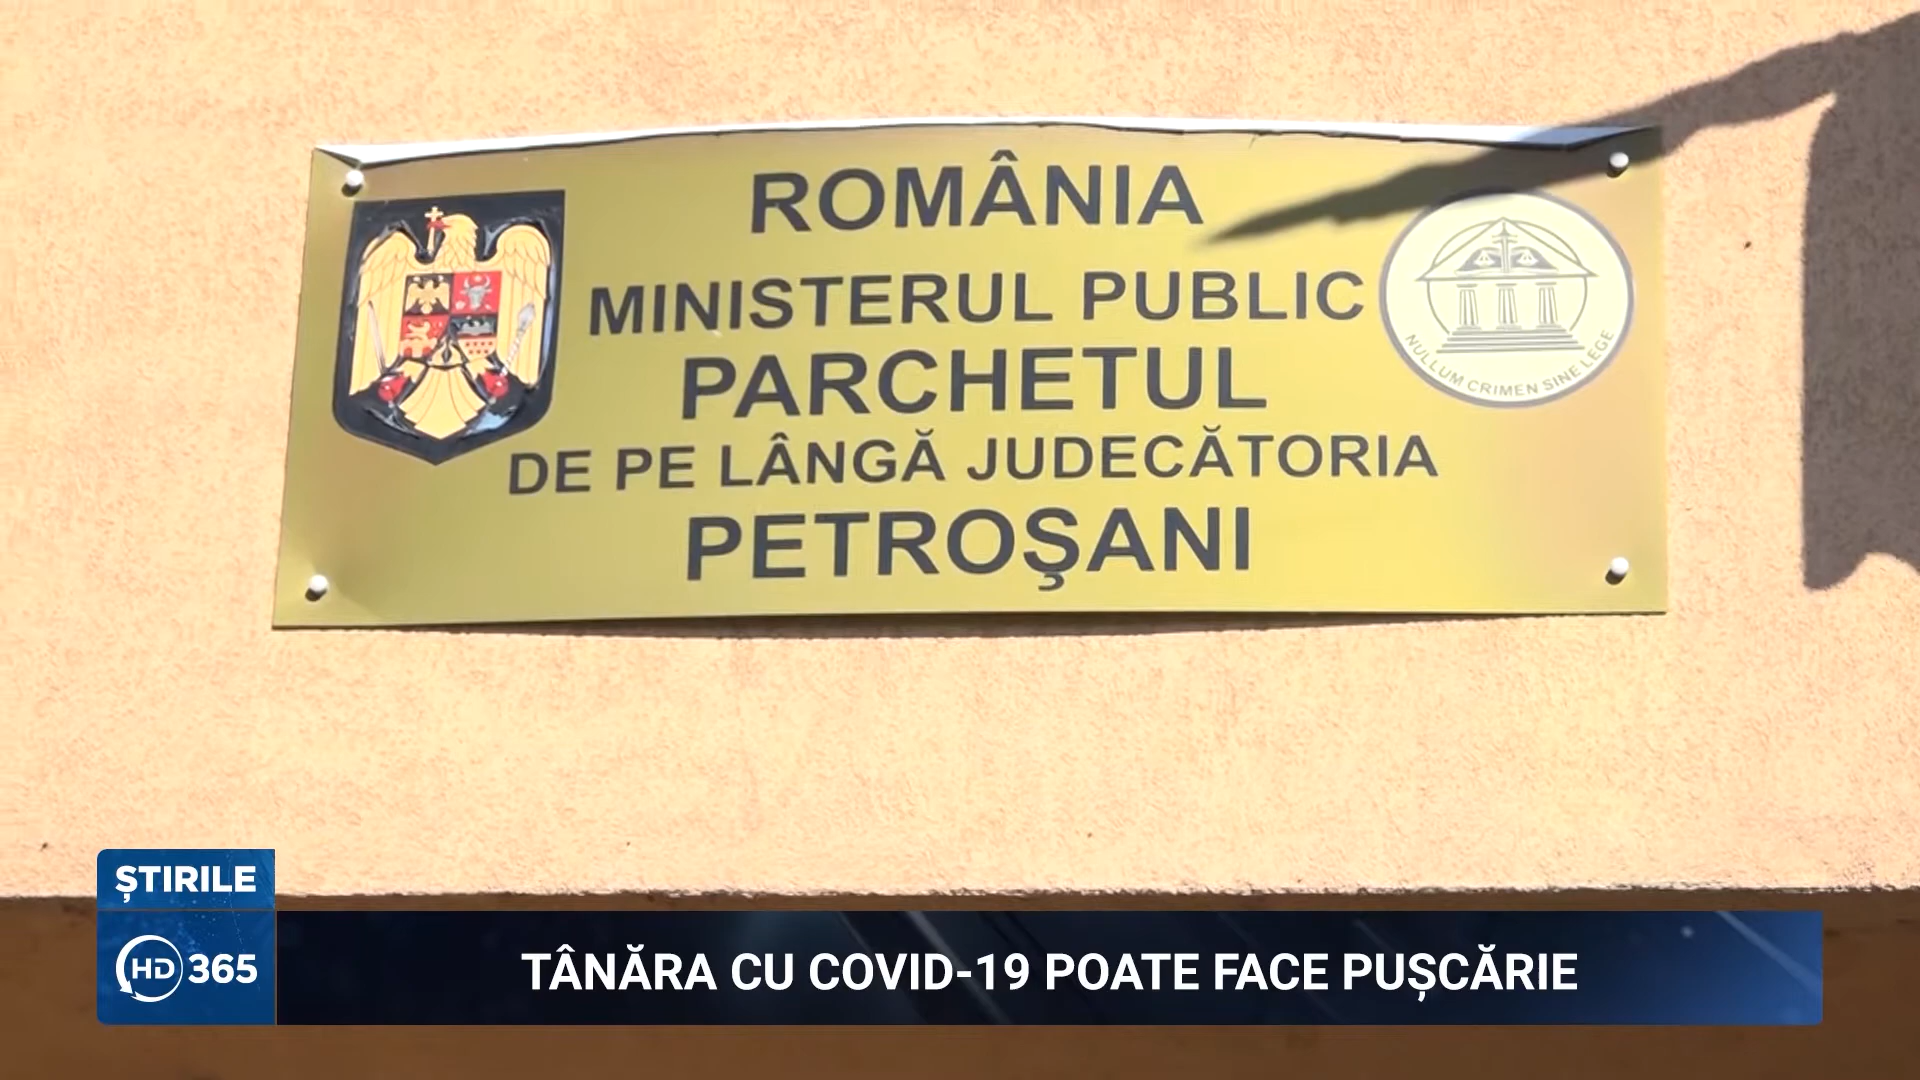 ROMÂNIA
MINISTERUL PUBLIC
PARCHETUL
DE PE LÂNGĂ JUDECĂTORIA
PETROŞANI
NULLUM CRIMEN SINE LEGE
ȘTIRILE
HD 365
TÂNĂRA CU COVID-19 POATE FACE PUȘCĂRIE